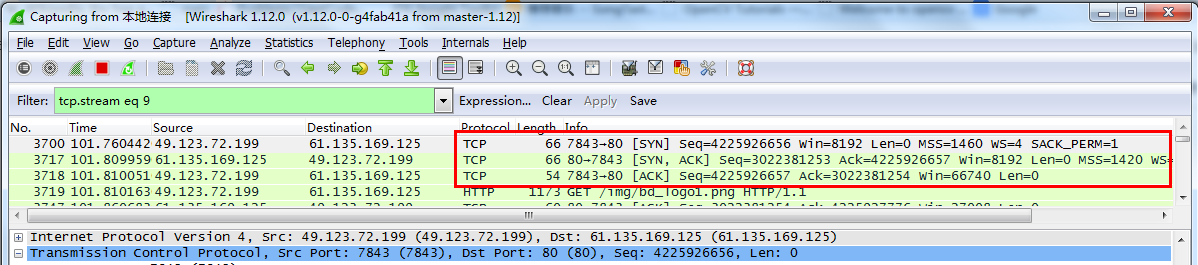 Capturing from 本地连接 [Wireshark 1.12.0 (v1.12.0-0-g4fab41a from master-1.12)]
File Edit View Go Capture Analyze Statistics Telephony Tools Internals Help
Filter: tcp.stream eq 9 Expression... Clear Apply Save
No. Time Source Destination Protocol Length Info
3700 101.760442 49.123.72.199 61.135.169.125 TCP 66 7843→80 [SYN] Seq=4225926656 Win=8192 Len=0 MSS=1460 WS=4 SACK_PERM=1
3717 101.809959 61.135.169.125 49.123.72.199 TCP 66 80→7843 [SYN, ACK] Seq=3022381253 Ack=4225926657 Win=8192 Len=0 MSS=1420 WS=
3718 101.810051 49.123.72.199 61.135.169.125 TCP 54 7843→80 [ACK] Seq=4225926657 Ack=3022381254 Win=66740 Len=0
3719 101.810163 49.123.72.199 61.135.169.125 HTTP 1173 GET /img/bd_logo1.png HTTP/1.1
Internet Protocol Version 4, Src: 49.123.72.199 (49.123.72.199), Dst: 61.135.169.125 (61.135.169.125)
Transmission Control Protocol, Src Port: 7843 (7843), Dst Port: 80 (80), Seq: 4225926656, Len: 0